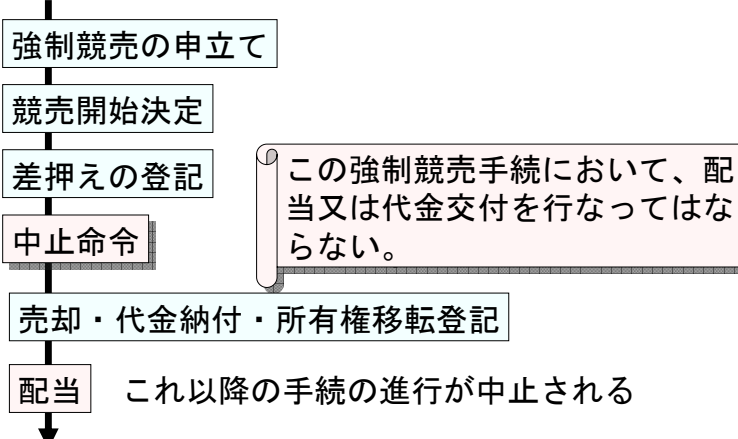 強制競売の申立て
競売開始決定
差押えの登記
この強制競売手続において、配
当又は代金交付を行なってはな
らない。
中止命令
売却・代金納付・所有権移転登記
配当 これ以降の手続の進行が中止される